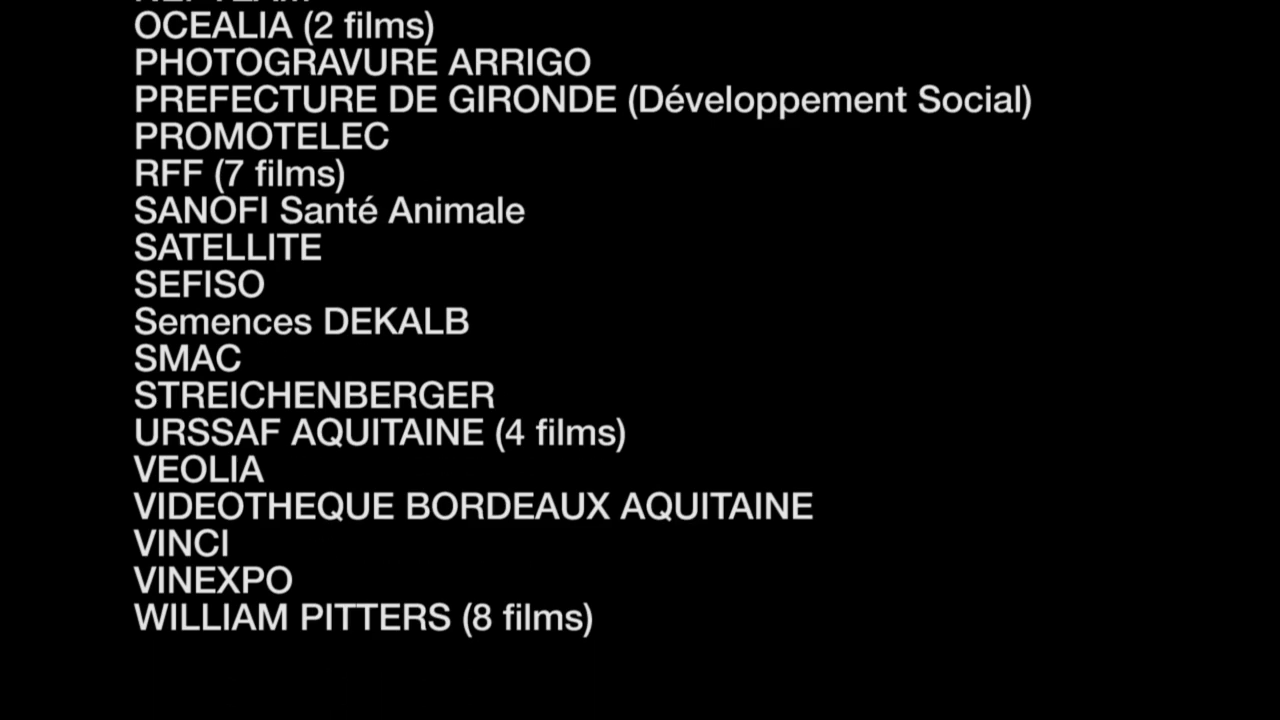 OCEALIA (2 films)
PHOTOGRAVURE ARRIGO
PREFECTURE DE GIRONDE (Développement Social)
PROMOTELEC
RFF (7 films)
SANOFI Santé Animale
SATELLITE
SEFISO
Semences DEKALB
SMAC
STREICHENBERGER
URSSAF AQUITAINE (4 films)
VEOLIA
VIDEOTHEQUE BORDEAUX AQUITAINE
VINCI
VINEXPO
WILLIAM PITTERS (8 films)